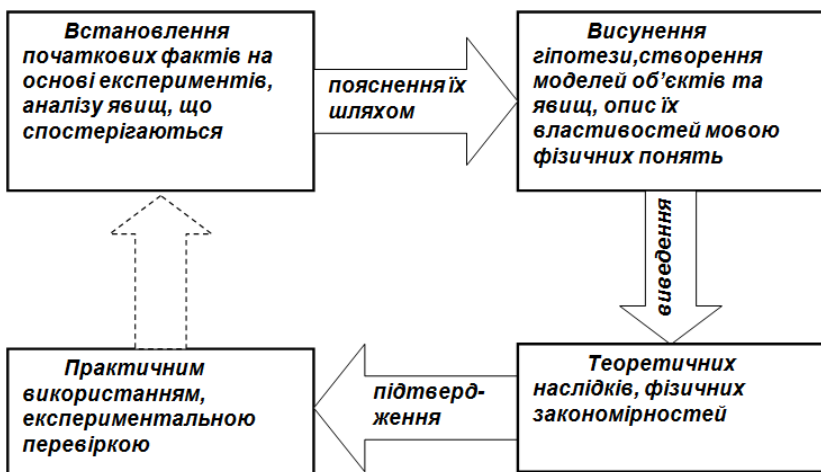 Встановлення
початкових фактів на
основі експериментів,
аналізу явищ, що
спостерігаються
пояснення їх
шляхом
Висунення
гіпотези,створення
моделей об’єктів та
явищ, опис їх
властивостей мовою
фізичних понять
виведення
Теоретичних
наслідків, фізичних
закономірностей
підтверд-
ження
Практичним
використанням,
експериментальною
перевіркою